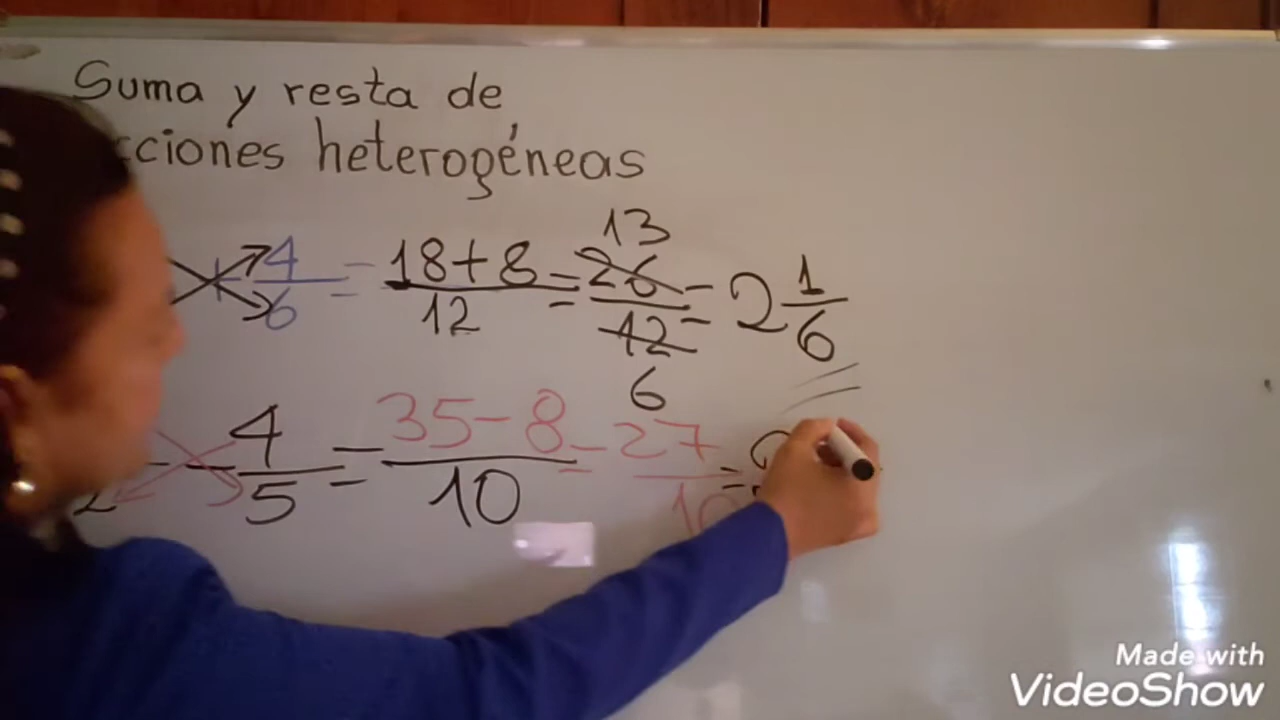 Suma y resta de
heterogéneas
+ 4/6 = 18+8/12 = 26/12 = 2 1/6
13
6
- 4/5 = 35-8/10 = 27/10 =
Made with
VideoShow